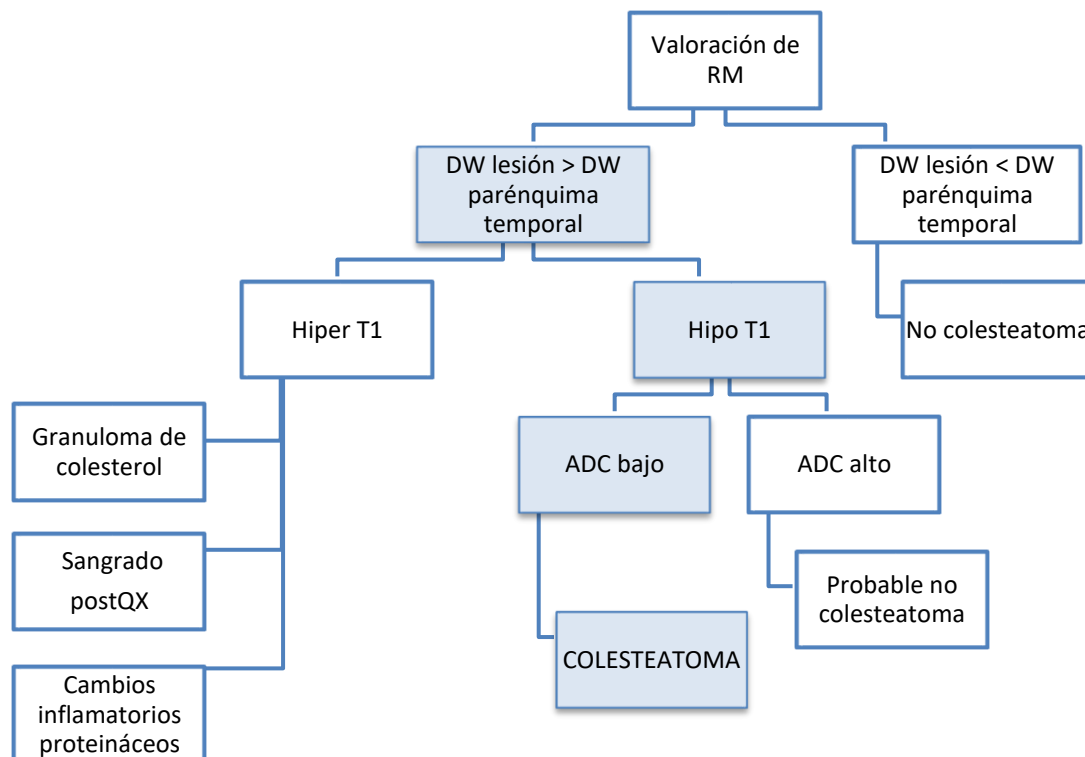 Valoración de
RM
DW lesión > DW
parénquima
temporal
DW lesión < DW
parénquima
temporal
Hiper T1
Hipo T1
No colesteatoma
Granuloma de
colesterol
ADC bajo
ADC alto
Sangrado
postQX
Probable no
colesteatoma
COLESTEATOMA
Cambios
inflamatorios
proteináceos